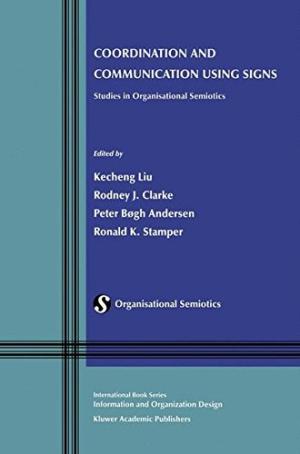 COORDINATION AND
COMMUNICATION USING SIGNS
Studies in Organisational Semiotics
Edited by
Kecheng Liu
Rodney J. Clarke
Peter Bøgh Andersen
Ronald K. Stamper
S Organisational Semiotics
International Book Series
Information and Organization Design
Kluwer Academic Publishers